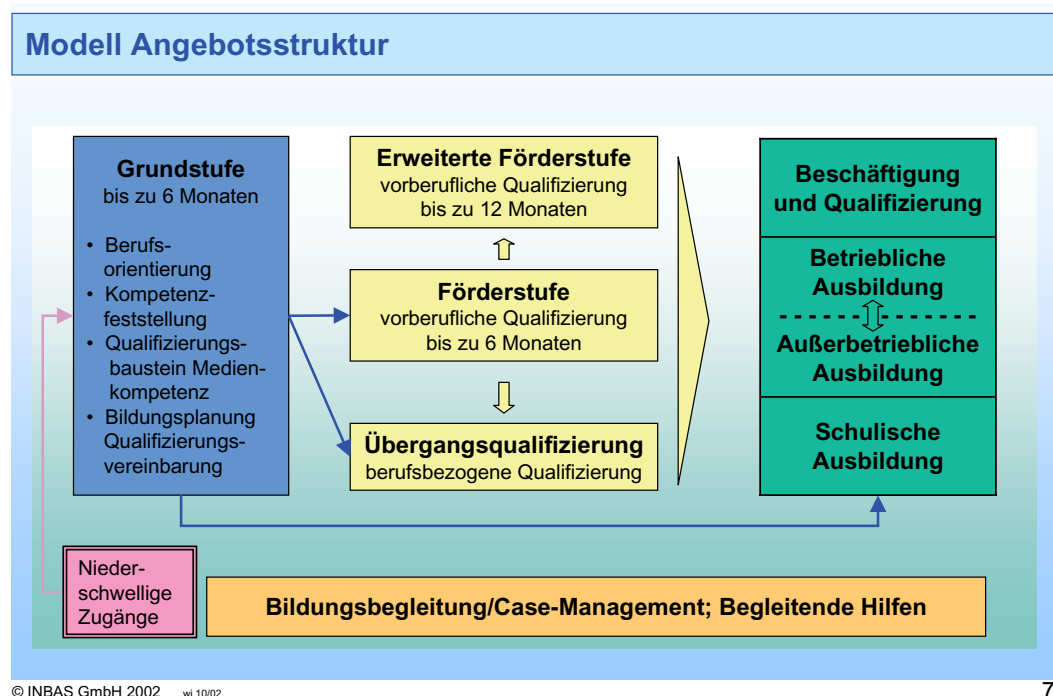 Modell Angebotsstruktur
Grundstufe
bis zu 6 Monaten
• Berufs-
orientierung
• Kompetenz-
feststellung
• Qualifizierungs-
baustein Medien-
kompetenz
• Bildungsplanung
Qualifizierungs-
vereinbarung
Erweiterte Förderstufe
vorberufliche Qualifizierung
bis zu 12 Monaten
Förderstufe
vorberufliche Qualifizierung
bis zu 6 Monaten
Übergangsqualifizierung
berufsbezogene Qualifizierung
Beschäftigung
und Qualifizierung
Betriebliche
Ausbildung
Außerbetriebliche
Ausbildung
Schulische
Ausbildung
Nieder-
schwellige
Zugänge
Bildungsbegleitung/Case-Management; Begleitende Hilfen
© INBAS GmbH 2002 wi 10/02
7